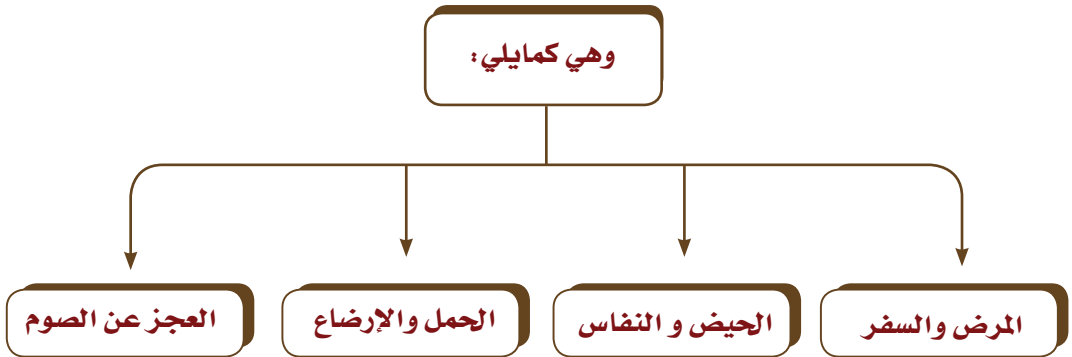 وهي كمايلي:
المرض والسفر
الحيض و النفاس
الحمل والإرضاع
العجز عن الصوم